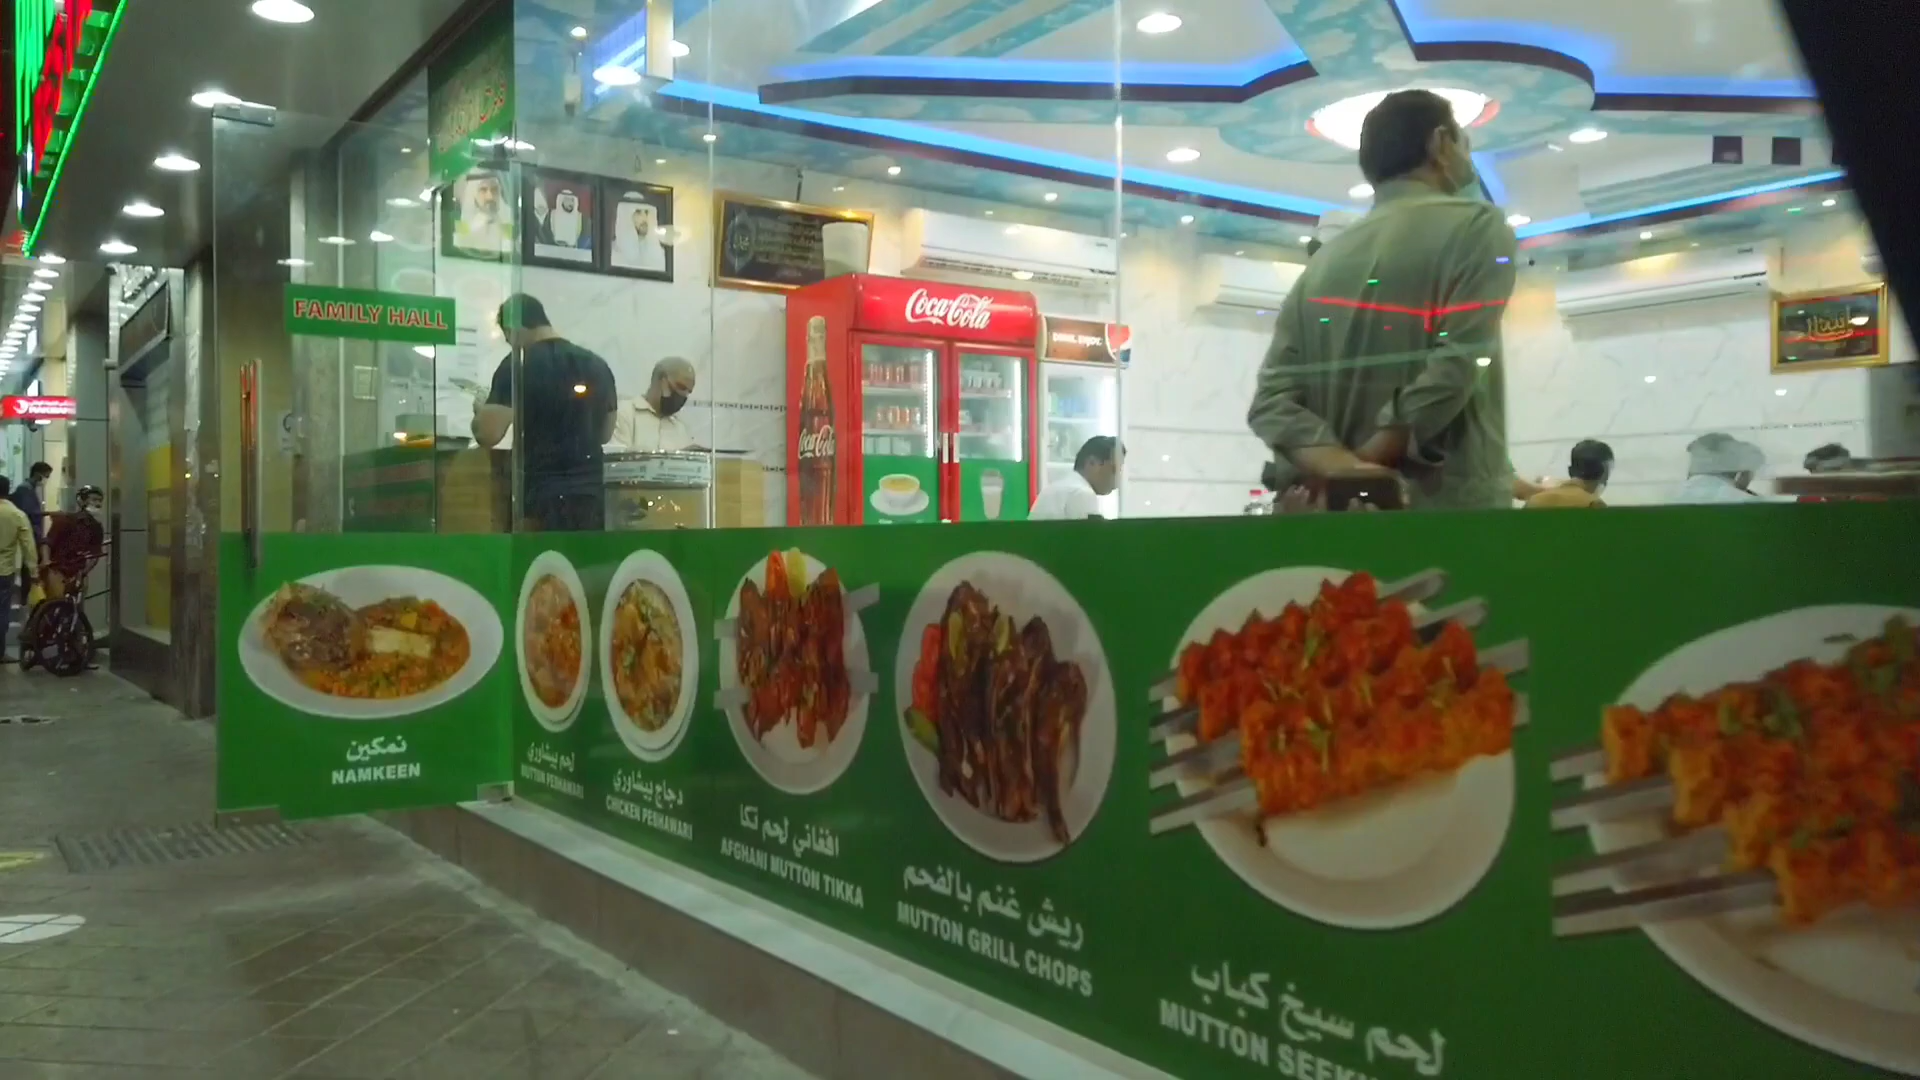 FAMILY HALL
Coca-Cola
Coca-Cola
نمكين
NAMKEEN
لحم بيشاوري
MUTTON PESHAWARI
دجاج بيشاوري
CHICKEN PESHAWARI
افغاني لحم تكا
AFGHANI MUTTON TIKKA
ريش غنم بالفحم
MUTTON GRILL CHOPS
لحم سيخ كباب
MUTTON SEEKH